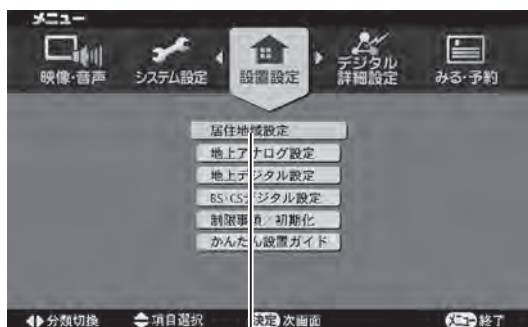 メニュー
映像・音声 システム設定 設置設定 デジタル詳細設定 みる・予約
居住地域設定
地上アナログ設定
地上デジタル設定
BS・CSデジタル設定
制限事項／初期化
かんたん設置ガイド
分類切換 項目選択 決定 次画面 メニュー 終了